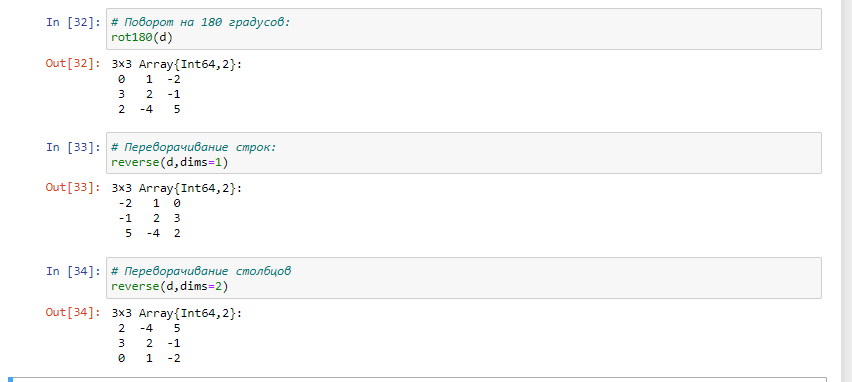 In [32]: # Поворот на 180 градусов:
rot180(d)
Out[32]: 3×3 Array{Int64,2}:
0 1 -2
3 2 -1
2 -4 5
In [33]: # Переворачивание строк:
reverse(d,dims=1)
Out[33]: 3×3 Array{Int64,2}:
-2 1 0
-1 2 3
5 -4 2
In [34]: # Переворачивание столбцов
reverse(d,dims=2)
Out[34]: 3×3 Array{Int64,2}:
2 -4 5
3 2 -1
0 1 -2